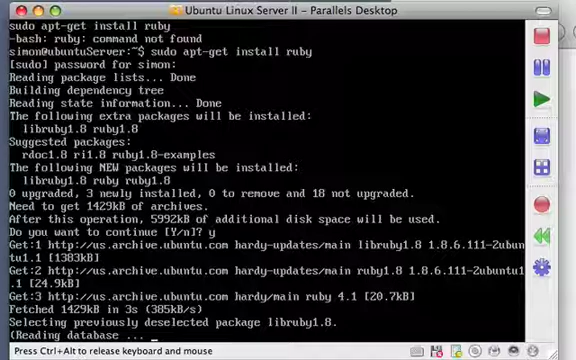 Ubuntu Linux Server II – Parallels Desktop
sudo apt-get install ruby
-bash: ruby: command not found
simon@ubuntuServer:~$ sudo apt-get install ruby
[sudo] password for simon:
Reading package lists... Done
Building dependency tree
Reading state information... Done
The following extra packages will be installed:
libruby1.8 ruby1.8
Suggested packages:
rdoc1.8 ri1.8 ruby1.8-examples
The following NEW packages will be installed:
libruby1.8 ruby ruby1.8
0 upgraded, 3 newly installed, 0 to remove and 18 not upgraded.
Need to get 1429kB of archives.
After this operation, 5992kB of additional disk space will be used.
Do you want to continue [Y/n]? y
Get:1 http://us.archive.ubuntu.com hardy-updates/main libruby1.8 1.8.6.111-2ubun
tu1.1 [1383kB]
Get:2 http://us.archive.ubuntu.com hardy-updates/main ruby1.8 1.8.6.111-2ubuntu1
.1 [24.9kB]
Get:3 http://us.archive.ubuntu.com hardy/main ruby 4.1 [20.7kB]
Fetched 1429kB in 3s (385kB/s)
Selecting previously deselected package libruby1.8.
(Reading database ... _
Press Ctrl+Alt to release keyboard and mouse